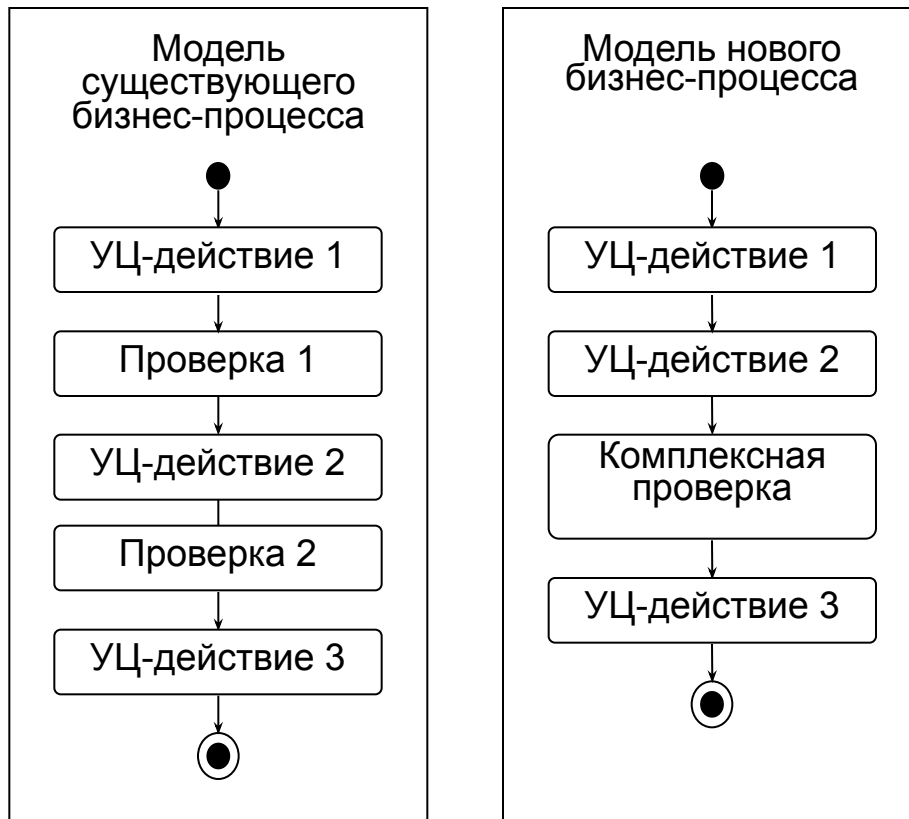 Модель
существующего
бизнес-процесса
УЦ-действие 1
Проверка 1
УЦ-действие 2
Проверка 2
УЦ-действие 3
Модель нового
бизнес-процесса
УЦ-действие 1
УЦ-действие 2
Комплексная
проверка
УЦ-действие 3